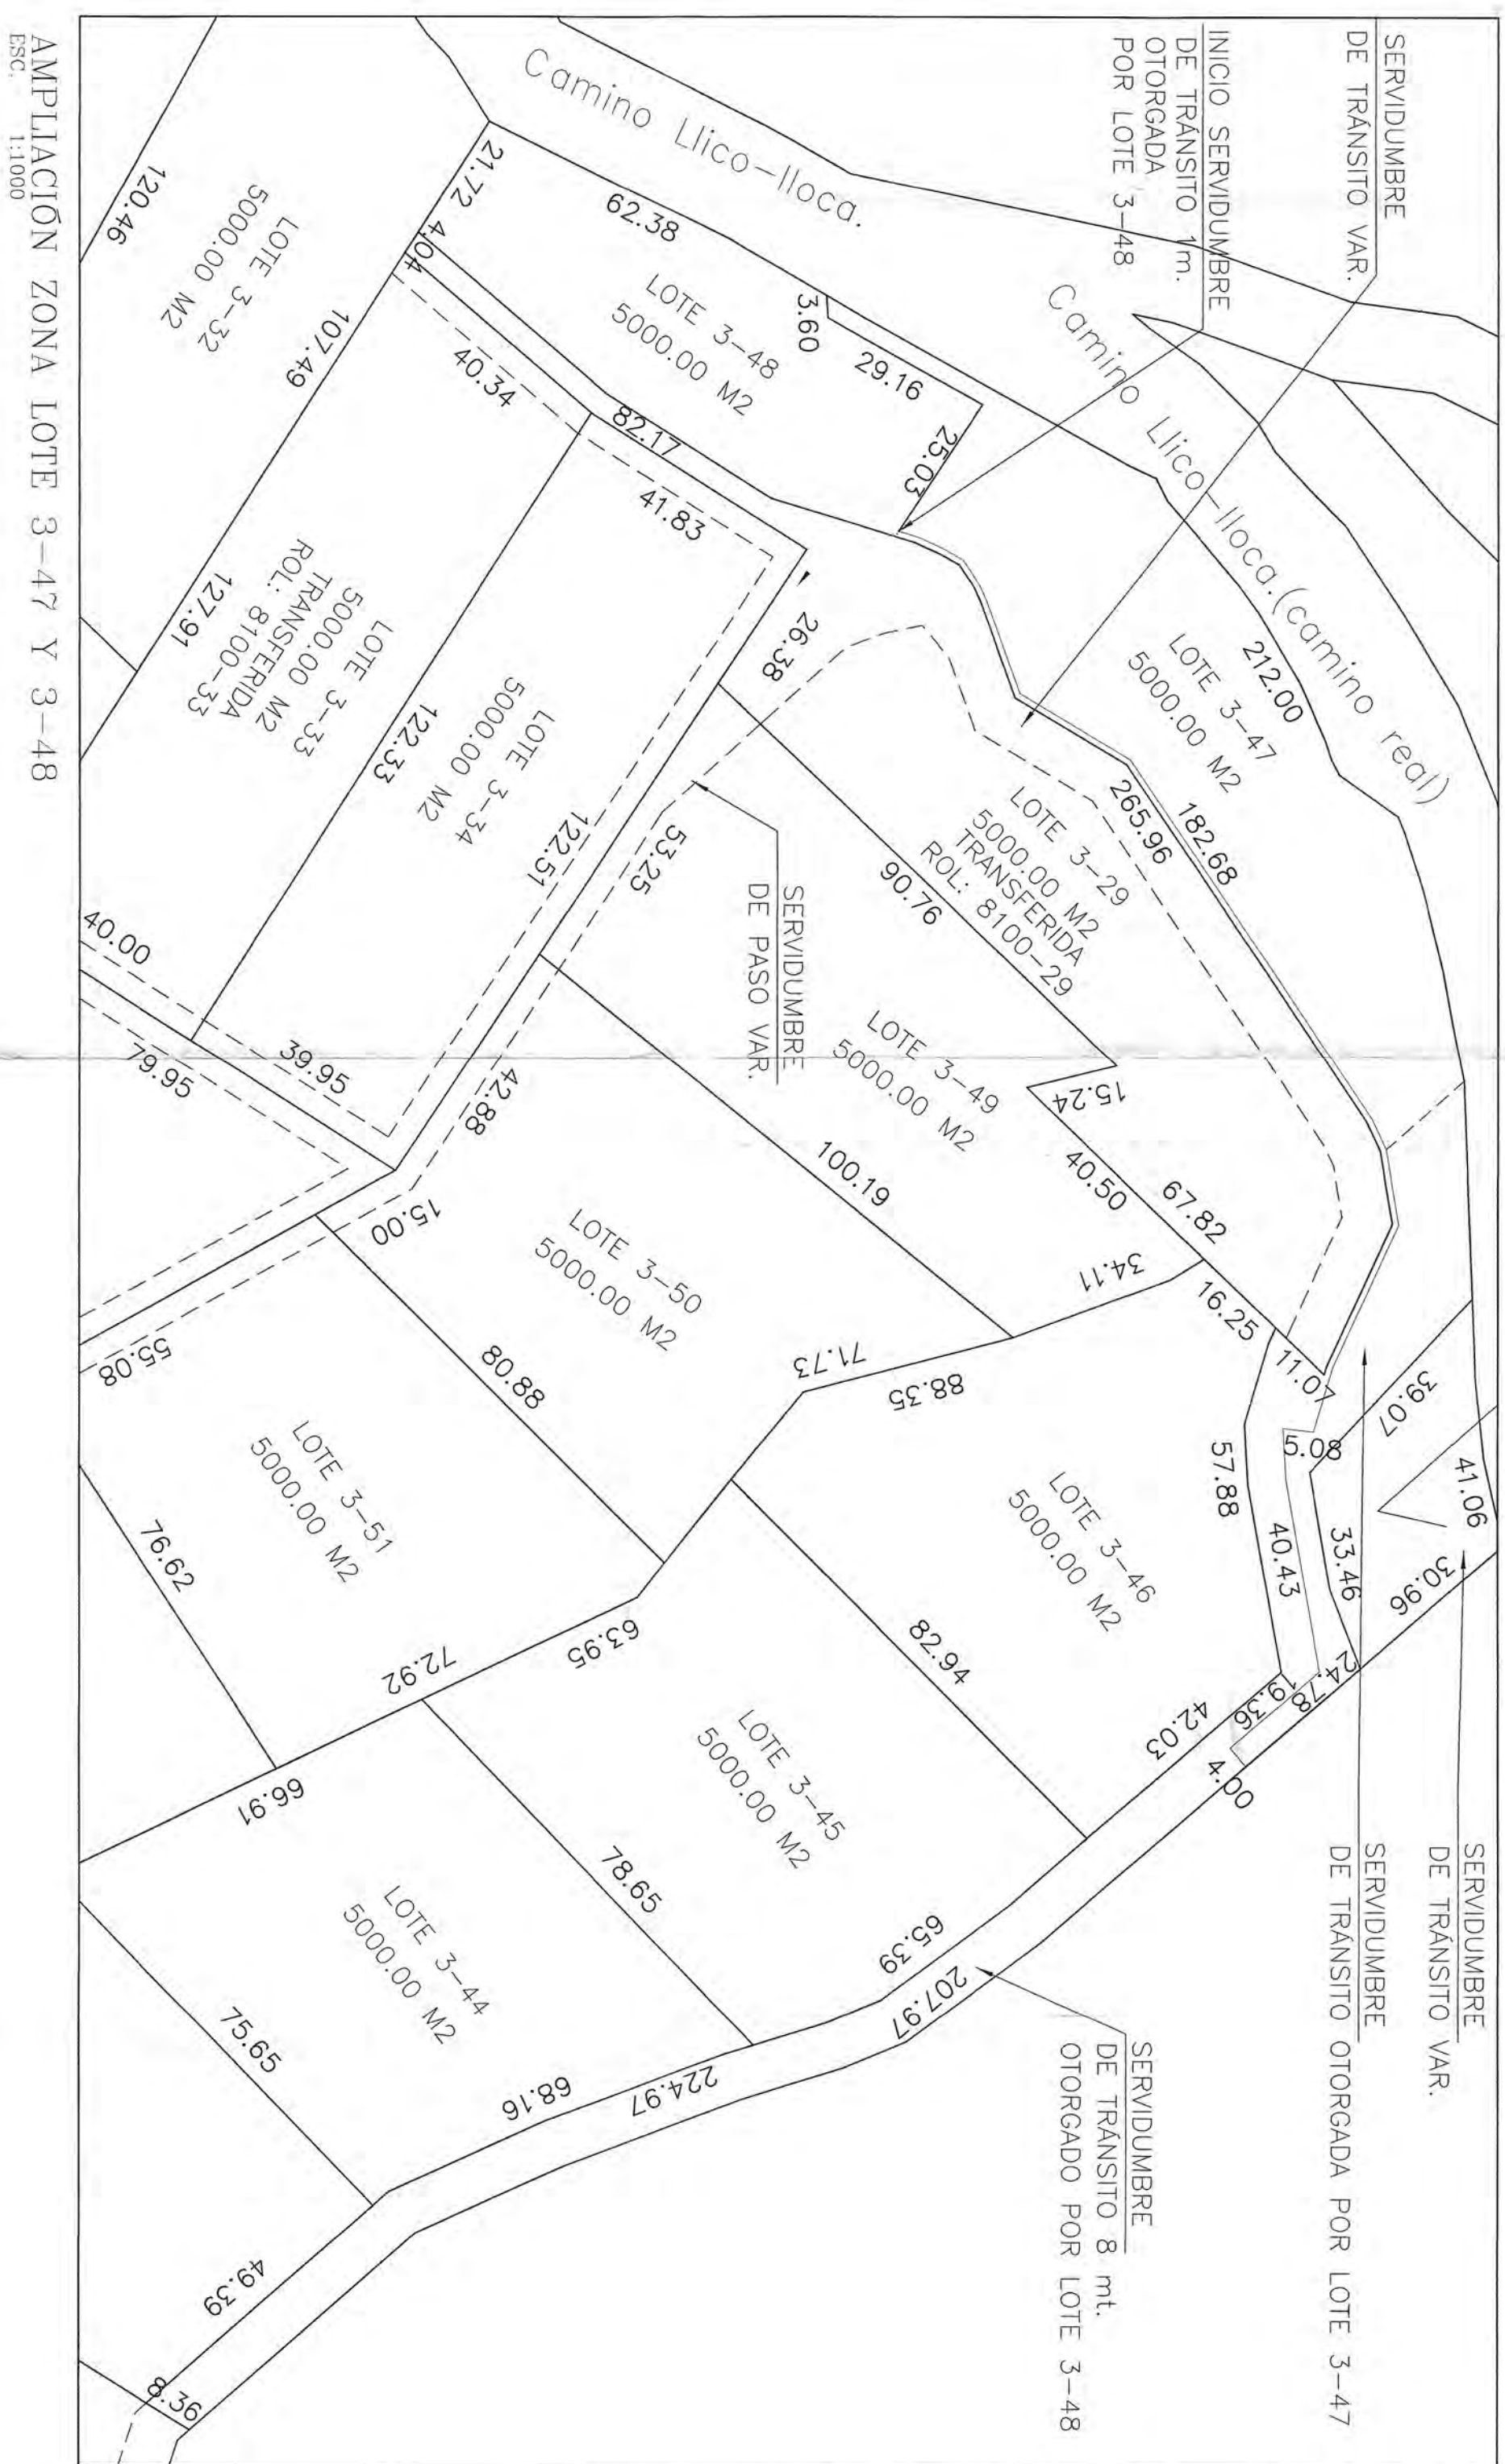 SERVIDUMBRE
DE TRÁNSITO VAR.
INICIO SERVIDUMBRE
DE TRÁNSITO 1m.
OTORGADA
POR LOTE 3-48
Camino Llico-Iloca.
Camino Llico-Iloca.(camino real)
SERVIDUMBRE
DE TRÁNSITO VAR.
SERVIDUMBRE
DE TRÁNSITO OTORGADA POR LOTE 3-47
SERVIDUMBRE
DE TRÁNSITO 8 mt.
OTORGADO POR LOTE 3-48
SERVIDUMBRE
DE PASO VAR.
LOTE 3-47
5000.00 M2
212.00
182.68
265.96
LOTE 3-48
5000.00 M2
62.38
3.60
29.16
25.03
21.72
4.04
82.17
40.34
41.83
26.38
LOTE 3-29
5000.00 M2
TRANSFERIDA
ROL: 8100-29
90.76
15.24
40.50
67.82
16.25
11.07
39.07
41.06
30.96
5.08
33.46
40.43
57.88
24.78
19.36
4.00
42.03
LOTE 3-49
5000.00 M2
53.25
100.19
34.11
LOTE 3-50
5000.00 M2
42.88
15.00
71.73
88.35
80.88
LOTE 3-46
5000.00 M2
82.94
LOTE 3-45
5000.00 M2
63.95
65.39
207.97
78.65
224.97
LOTE 3-44
5000.00 M2
68.16
66.91
75.65
49.39
8.36
LOTE 3-51
5000.00 M2
55.08
76.62
72.92
LOTE 3-34
5000.00 M2
122.51
122.33
39.95
LOTE 3-33
5000.00 M2
TRANSFERIDA
ROL: 8100-33
127.91
40.00
79.95
LOTE 3-32
5000.00 M2
107.49
120.46
AMPLIACIÓN ZONA LOTE 3-47 Y 3-48
ESC. 1:1000